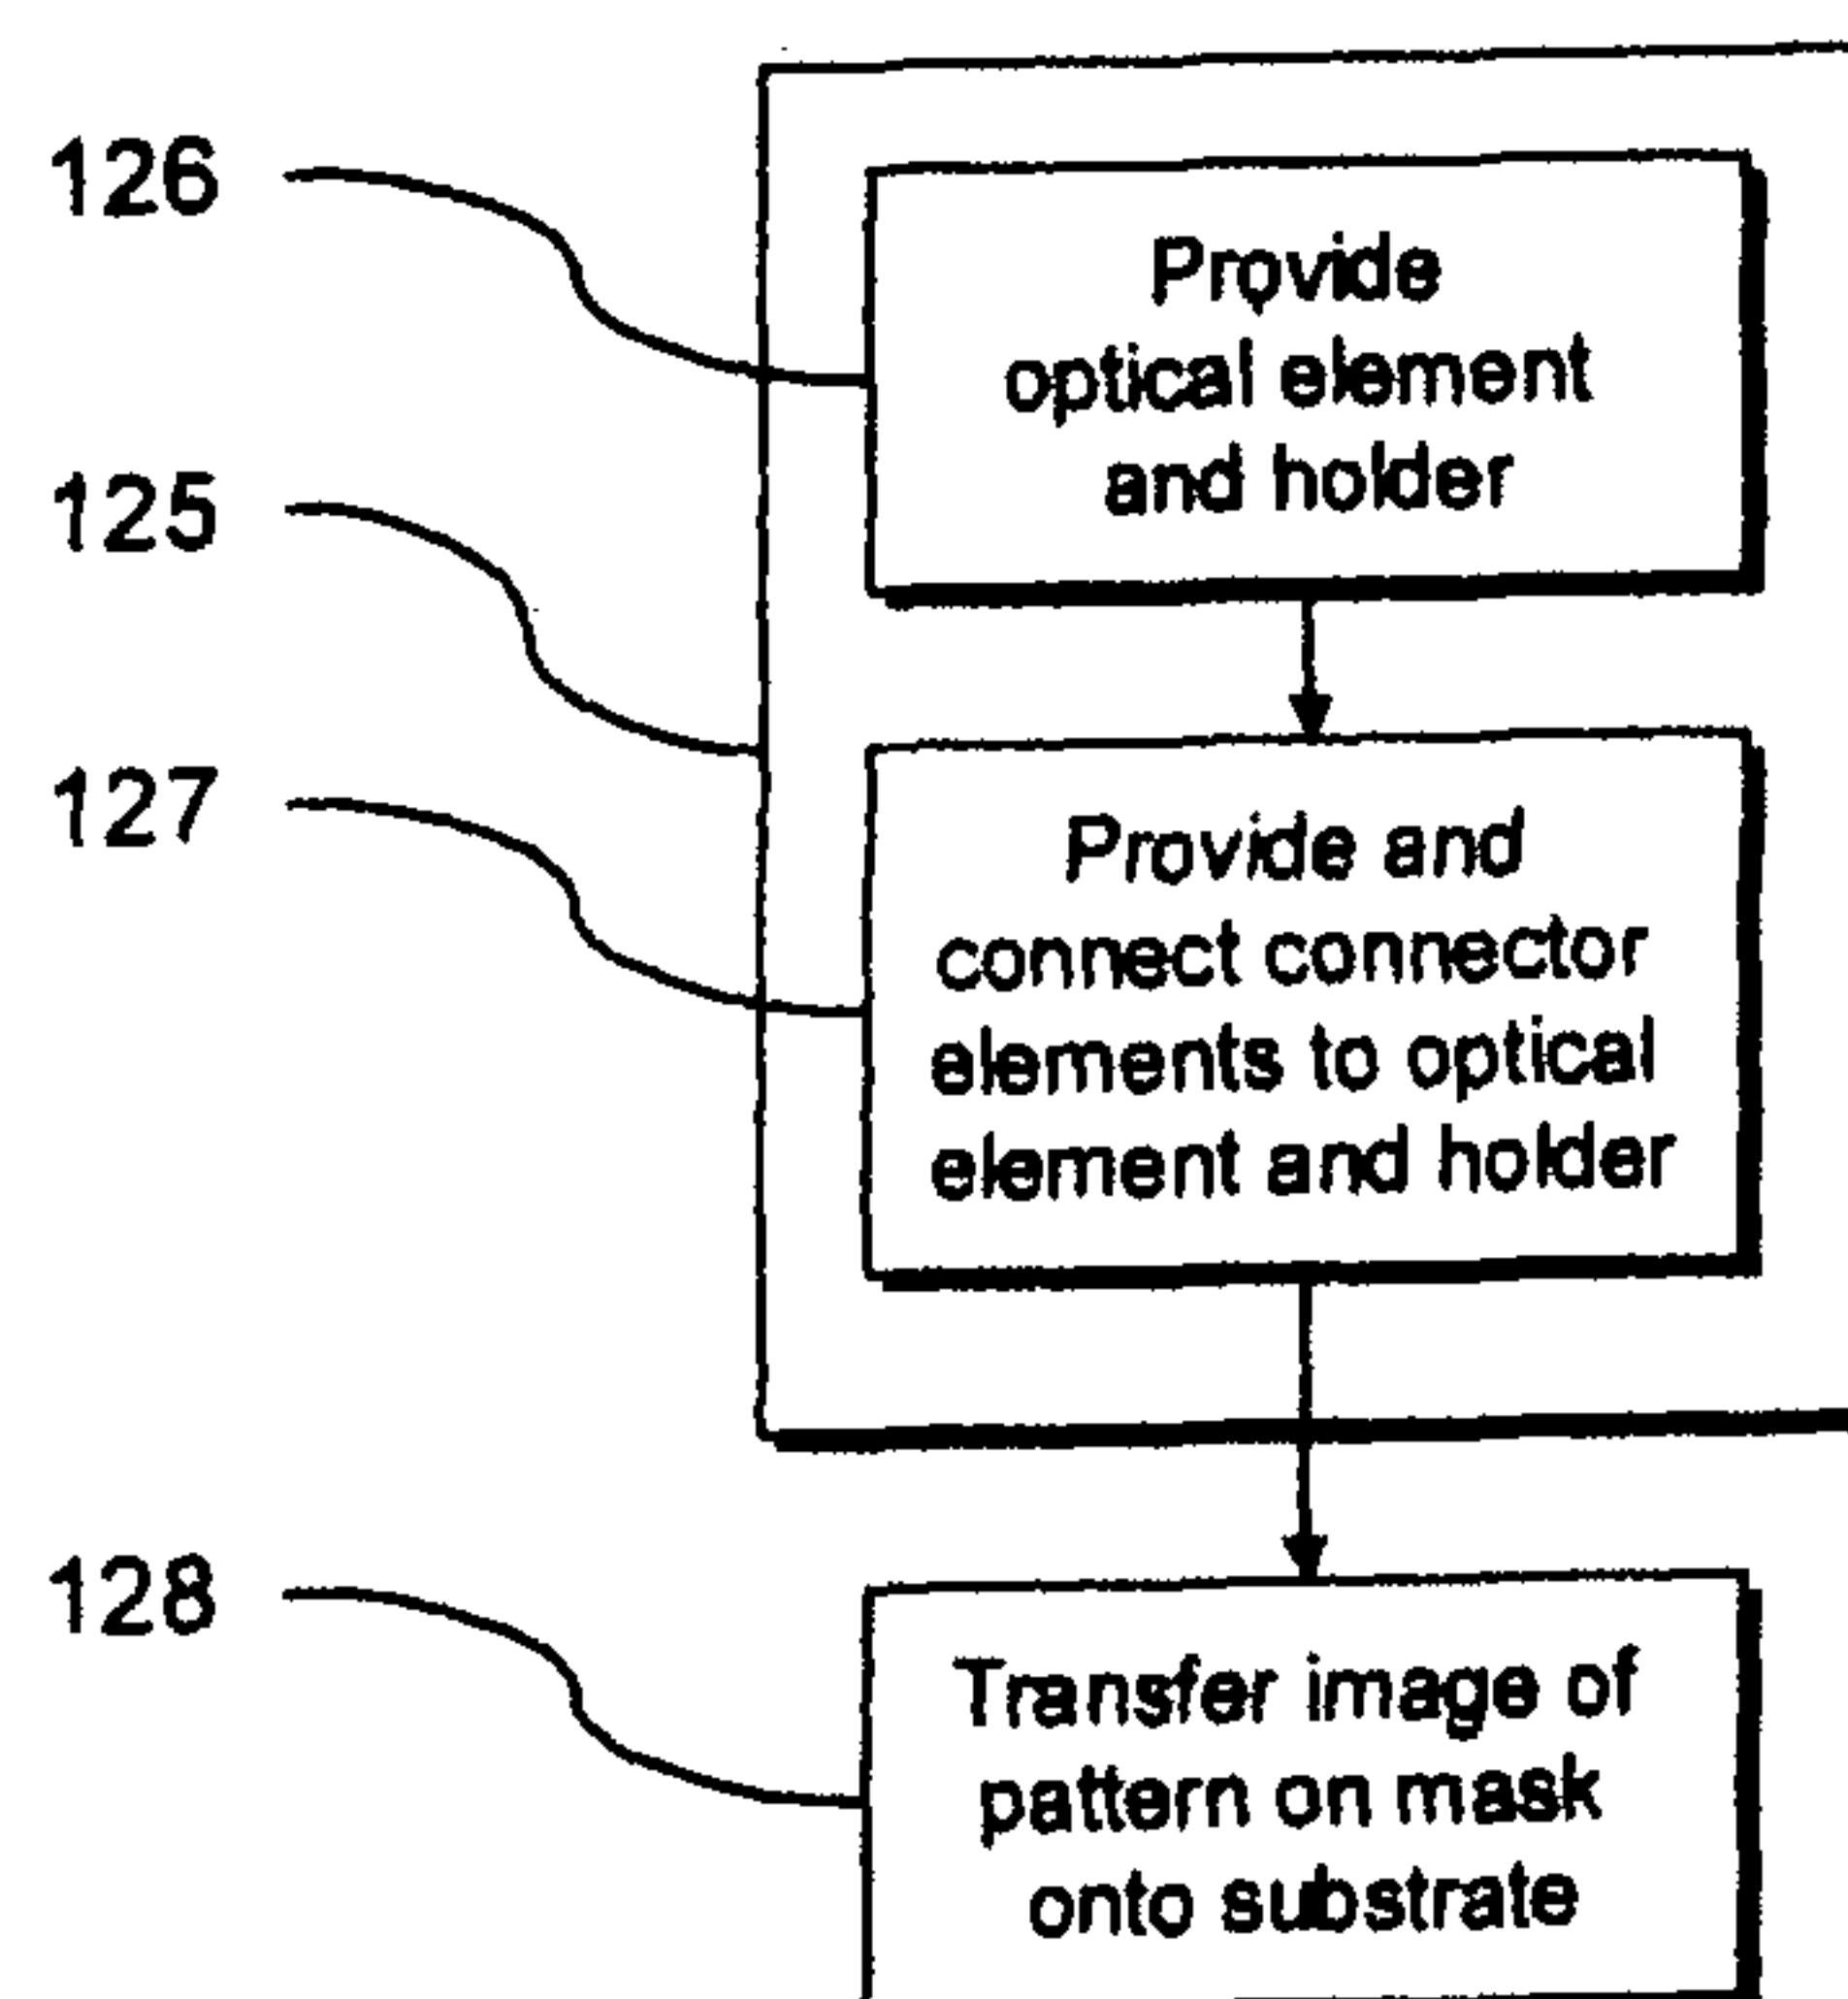 126
Provide
optical element
and holder
125
127
Provide and
connect connector
elements to optical
element and holder
128
Transfer image of
pattern on mask
onto substrate